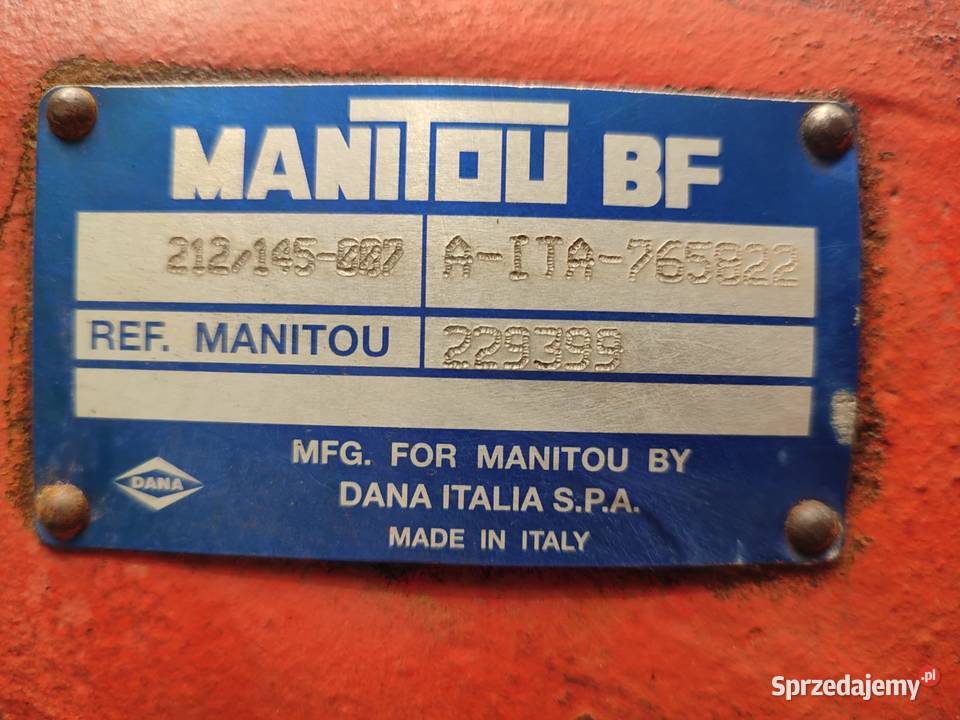 MANITOU BF
212/145-007 A-ITA-765822
REF. MANITOU 229399
MFG. FOR MANITOU BY
DANA
DANA ITALIA S.P.A.
MADE IN ITALY
Sprzedajemy.pl